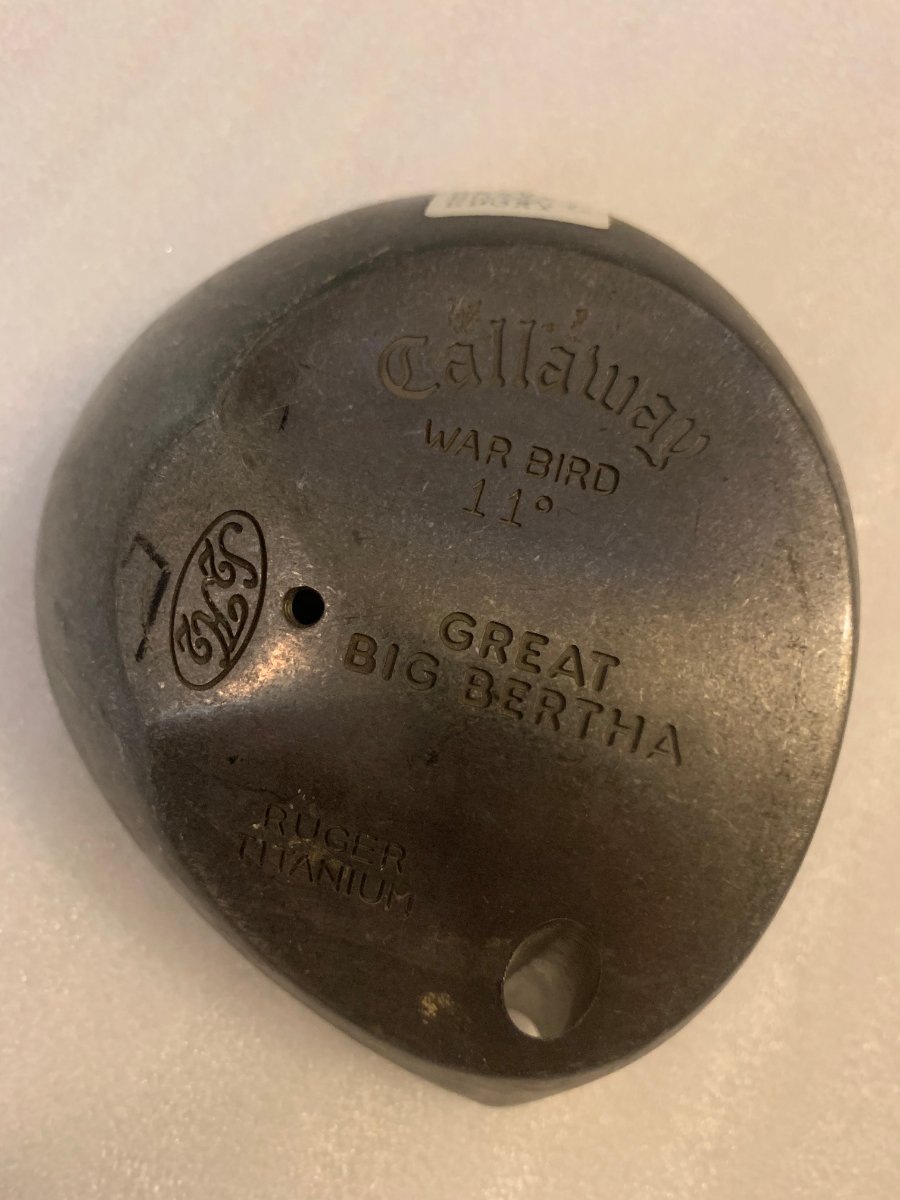 Callaway
WAR BIRD
11°
GREAT
BIG BERTHA
RUGER
TITANIUM